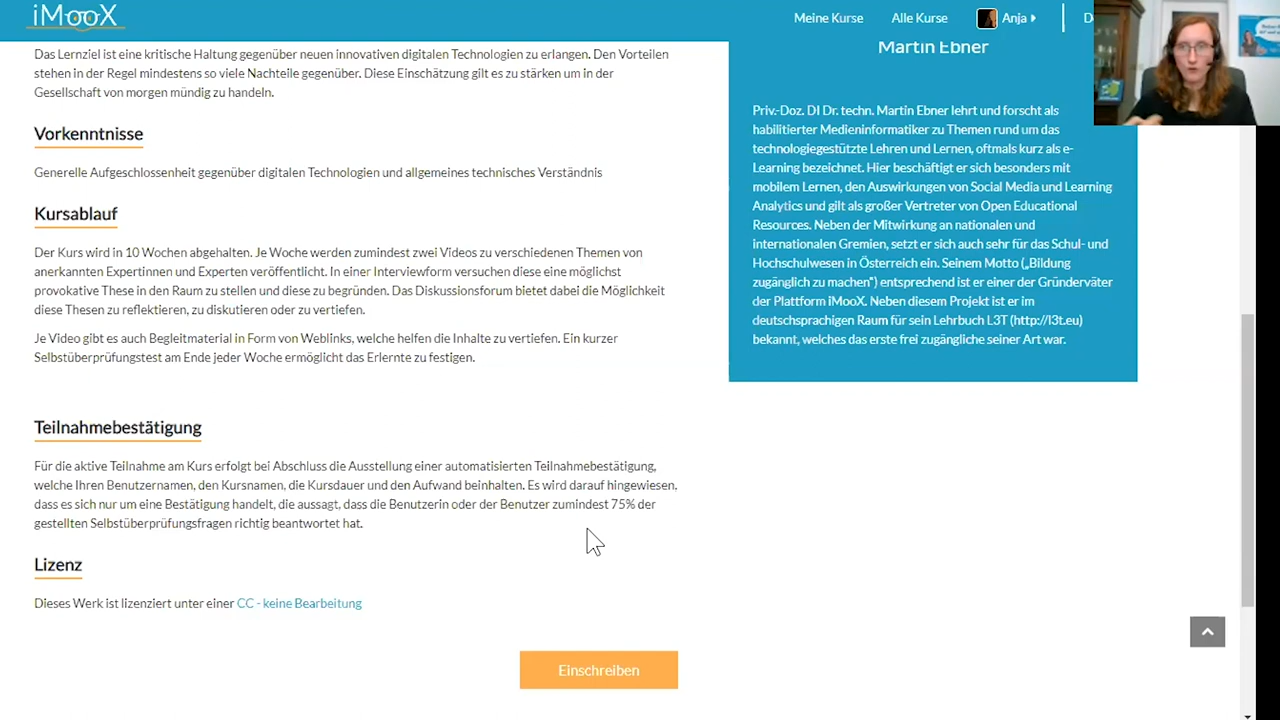 iMooX
Meine Kurse Alle Kurse Anja
Das Lernziel ist eine kritische Haltung gegenüber neuen innovativen digitalen Technologien zu erlangen. Den Vorteilen
stehen in der Regel mindestens so viele Nachteile gegenüber. Diese Einschätzung gilt es zu stärken um in der
Gesellschaft von morgen mündig zu handeln.
Vorkenntnisse
Generelle Aufgeschlossenheit gegenüber digitalen Technologien und allgemeines technisches Verständnis
Kursablauf
Der Kurs wird in 10 Wochen abgehalten. Je Woche werden zumindest zwei Videos zu verschiedenen Themen von
anerkannten Expertinnen und Experten veröffentlicht. In einer Interviewform versuchen diese eine möglichst
provokative These in den Raum zu stellen und diese zu begründen. Das Diskussionsforum bietet dabei die Möglichkeit
diese Thesen zu reflektieren, zu diskutieren oder zu vertiefen.
Je Video gibt es auch Begleitmaterial in Form von Weblinks, welche helfen die Inhalte zu vertiefen. Ein kurzer
Selbstüberprüfungstest am Ende jeder Woche ermöglicht das Erlernte zu festigen.
Teilnahmebestätigung
Für die aktive Teilnahme am Kurs erfolgt bei Abschluss die Ausstellung einer automatisierten Teilnahmebestätigung,
welche Ihren Benutzernamen, den Kursnamen, die Kursdauer und den Aufwand beinhalten. Es wird darauf hingewiesen,
dass es sich nur um eine Bestätigung handelt, die aussagt, dass die Benutzerin oder der Benutzer zumindest 75% der
gestellten Selbstüberprüfungsfragen richtig beantwortet hat.
Lizenz
Dieses Werk ist lizenziert unter einer CC - keine Bearbeitung
Einschreiben
Martin Ebner
Priv.-Doz. DI Dr. techn. Martin Ebner lehrt und forscht als
habilitierter Medieninformatiker zu Themen rund um das
technologiegestützte Lehren und Lernen, oftmals kurz als e-
Learning bezeichnet. Hier beschäftigt er sich besonders mit
mobilem Lernen, den Auswirkungen von Social Media und Learning
Analytics und gilt als großer Vertreter von Open Educational
Resources. Neben der Mitwirkung an nationalen und
internationalen Gremien, setzt er sich auch sehr für das Schul- und
Hochschulwesen in Österreich ein. Seinem Motto („Bildung
zugänglich zu machen") entsprechend ist er einer der Gründerväter
der Plattform iMooX. Neben diesem Projekt ist er im
deutschsprachigen Raum für sein Lehrbuch L3T (http://l3t.eu)
bekannt, welches das erste frei zugängliche seiner Art war.